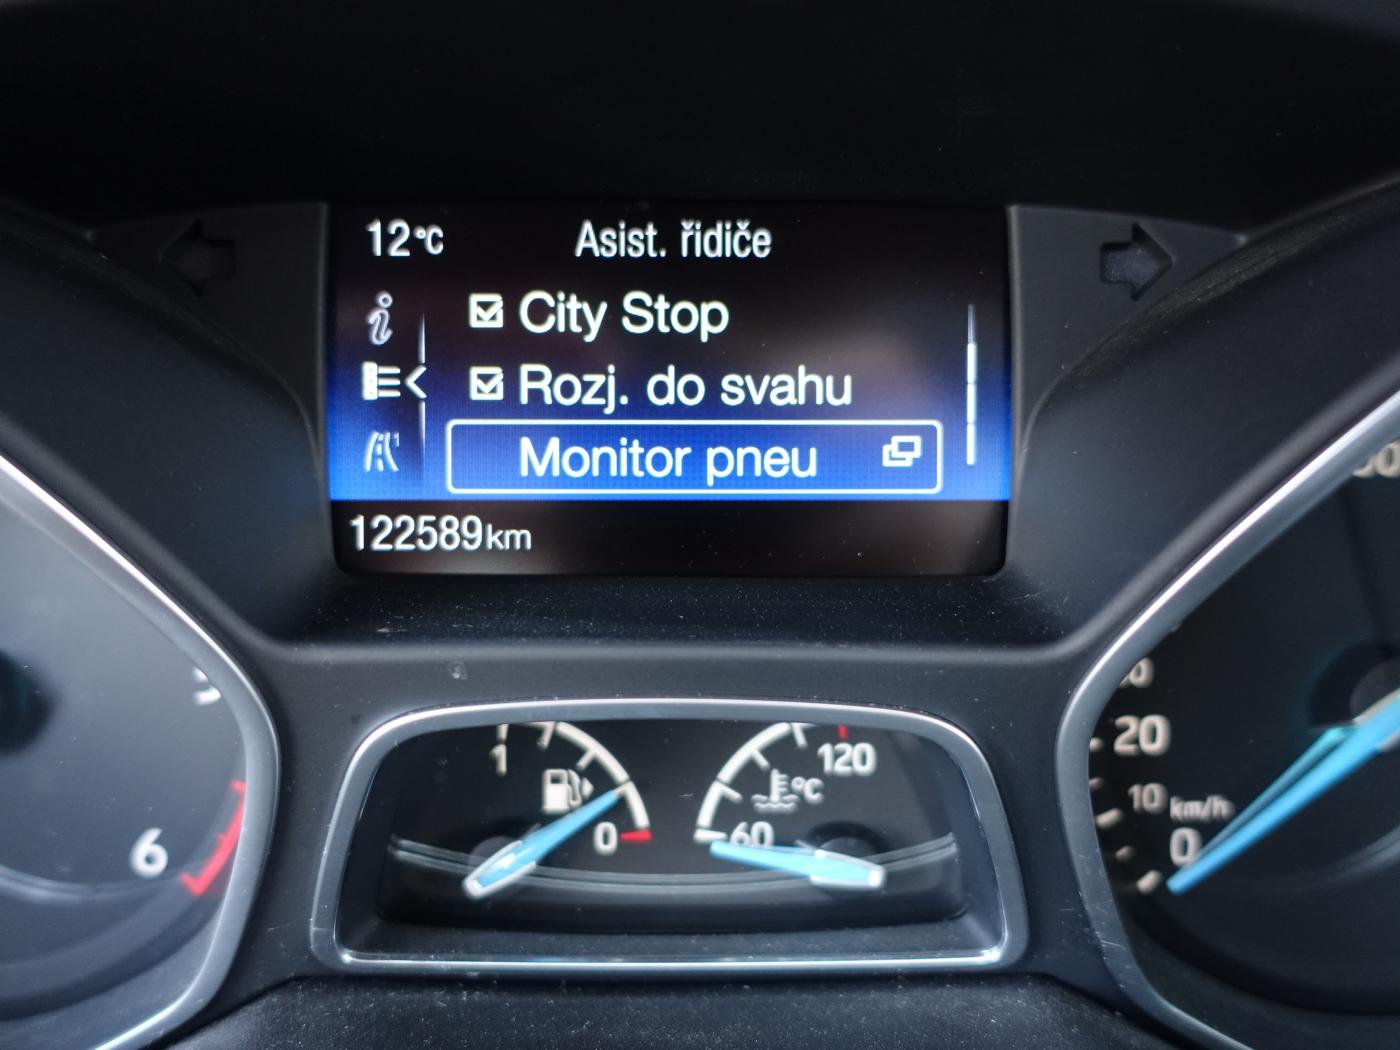 12°C Asist. řidiče
City Stop
Rozj. do svahu
Monitor pneu
122589km
1
0
120
°C
60
6
20
10 km/h
0